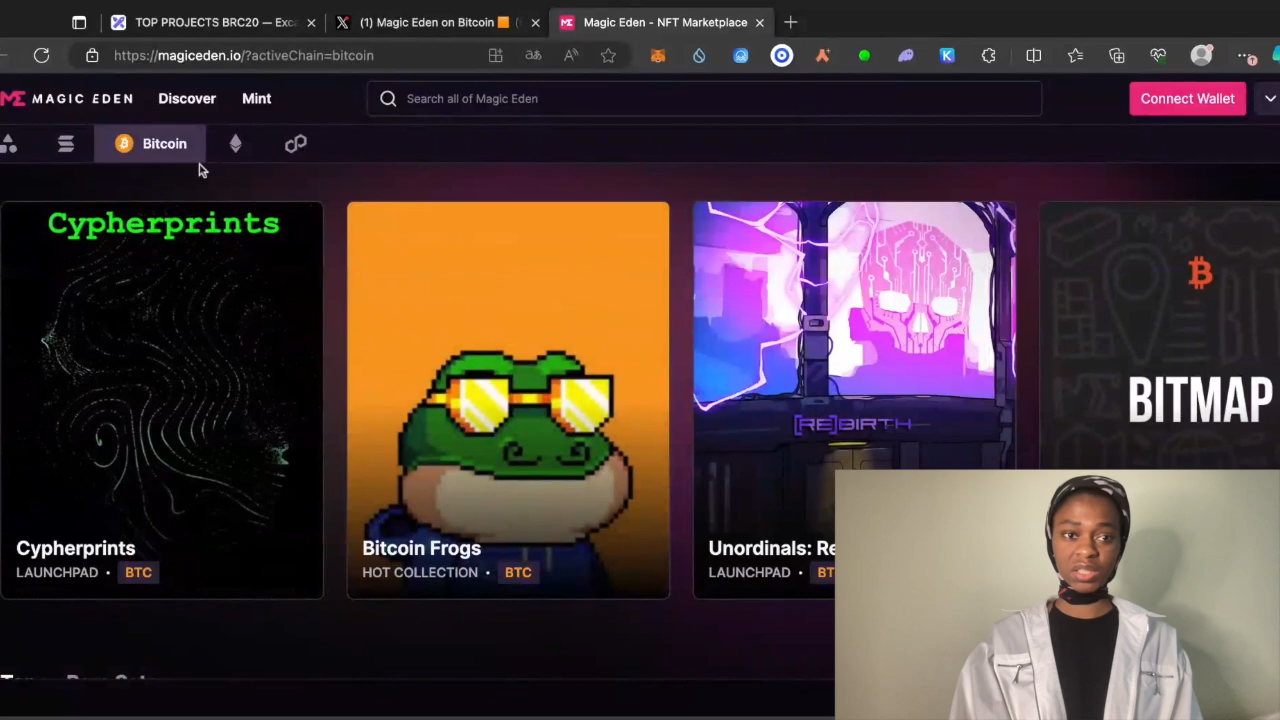 TOP PROJECTS BRC20 — Exca
(1) Magic Eden on Bitcoin
Magic Eden - NFT Marketplace
https://magiceden.io/?activeChain=bitcoin
MAGIC EDEN
Discover
Mint
Search all of Magic Eden
Connect Wallet
Bitcoin
Cypherprints
[RE]BIRTH
BITMAP
Cypherprints
LAUNCHPAD • BTC
Bitcoin Frogs
HOT COLLECTION • BTC
Unordinals: Re
LAUNCHPAD • BT